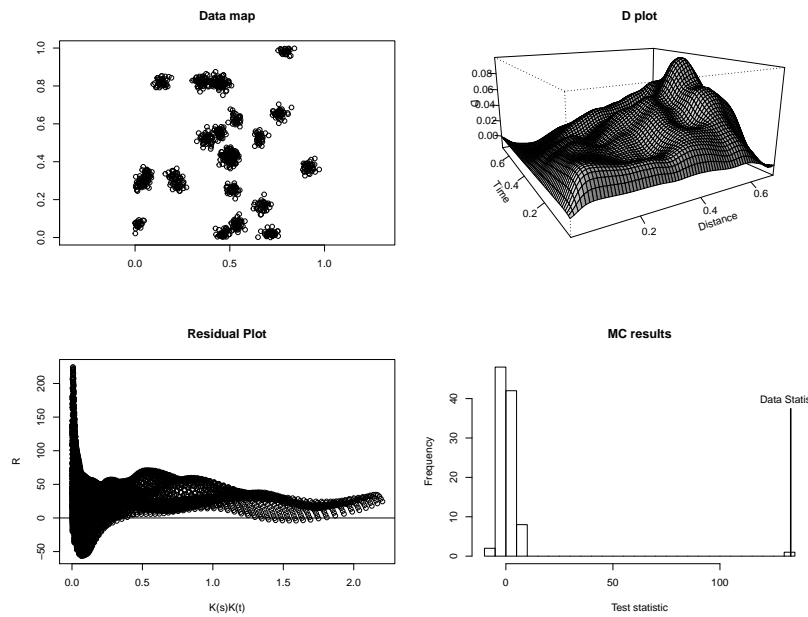 Data map
0.0 0.2 0.4 0.6 0.8 1.0
0.0 0.5 1.0
D plot
D
0.00 0.02 0.04 0.06 0.08
Time
0.2 0.4 0.6
Distance
0.2 0.4 0.6
Residual Plot
R
−50 0 50 100 150 200
0.0 0.5 1.0 1.5 2.0
K(s)K(t)
MC results
Data Statis
Frequency
0 10 20 30 40
0 50 100
Test statistic